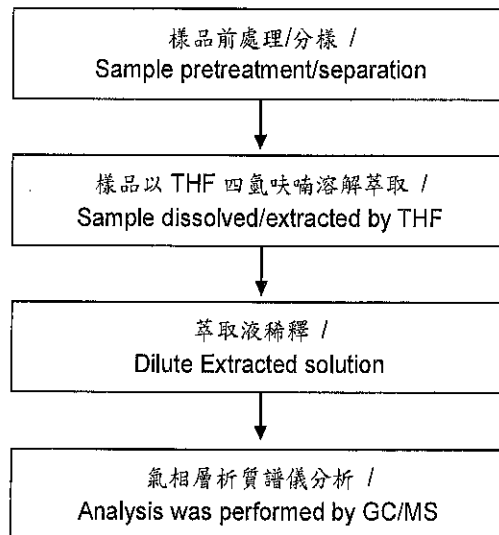 樣品前處理/分樣 /
Sample pretreatment/separation
樣品以 THF 四氫呋喃溶解萃取 /
Sample dissolved/extracted by THF
萃取液稀釋 /
Dilute Extracted solution
氣相層析質譜儀分析 /
Analysis was performed by GC/MS